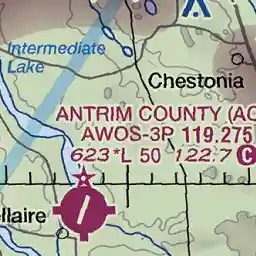 Intermediate
Lake
Chestonia
ANTRIM COUNTY (AC
AWOS-3P 119.275
623 *L 50 122.7 C
ellaire